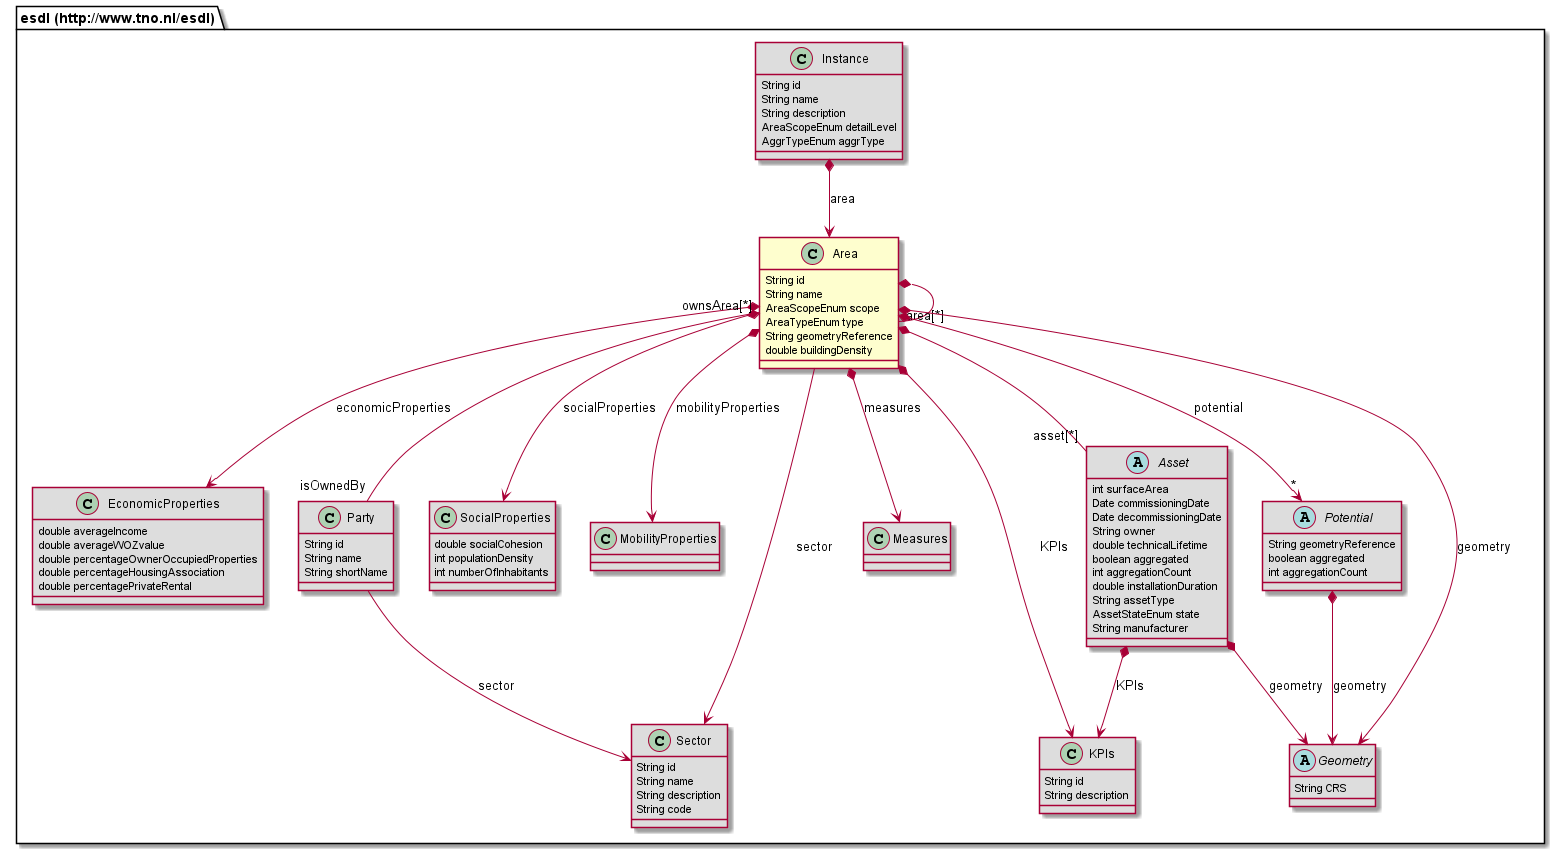 esdl (http://www.tno.nl/esdl)
C Instance
String id
String name
String description
AreaScopeEnum detailLevel
AggrTypeEnum aggrType
area
C Area
String id
String name
AreaScopeEnum scope
AreaTypeEnum type
String geometryReference
double buildingDensity
ownsArea[*]
area[*]
economicProperties
socialProperties
mobilityProperties
measures
potential
asset[*]
isOwnedBy
sector
KPIs
geometry
*
C EconomicProperties
double averageIncome
double averageWOZvalue
double percentageOwnerOccupiedProperties
double percentageHousingAssociation
double percentagePrivateRental
C Party
String id
String name
String shortName
C SocialProperties
double socialCohesion
int populationDensity
int numberOfInhabitants
C MobilityProperties
C Measures
A Asset
int surfaceArea
Date commissioningDate
Date decommissioningDate
String owner
double technicalLifetime
boolean aggregated
int aggregationCount
double installationDuration
String assetType
AssetStateEnum state
String manufacturer
A Potential
String geometryReference
boolean aggregated
int aggregationCount
sector
KPIs
geometry
geometry
C Sector
String id
String name
String description
String code
C KPIs
String id
String description
A Geometry
String CRS